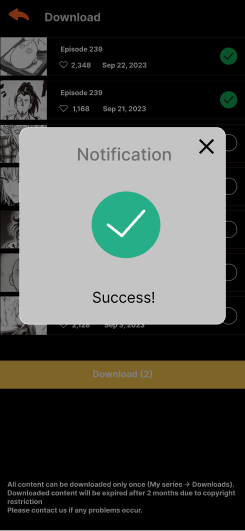 Download
Episode 239
2,348 Sep 22, 2023
Episode 239
1,168 Sep 21, 2023
Notification
Success!
2,128 Sep 3, 2023
Download (2)
All content can be downloaded only once (My series → Downloads).
Downloaded content will be expired after 2 months due to copyright
restriction
Please contact us if any problems occur.